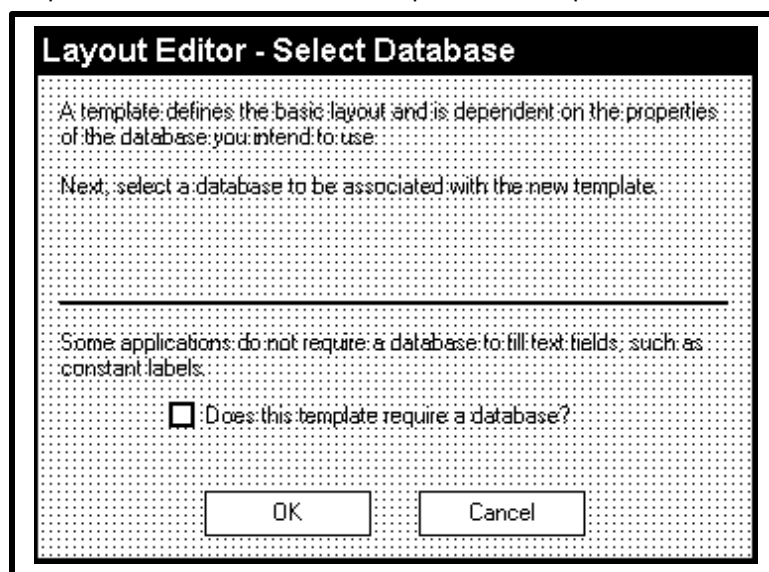 Layout Editor - Select Database
A template defines the basic layout and is dependent on the properties
of the database you intend to use.
Next, select a database to be associated with the new template.
Some applications do not require a database to fill text fields, such as
constant labels.
Does this template require a database?
OK
Cancel